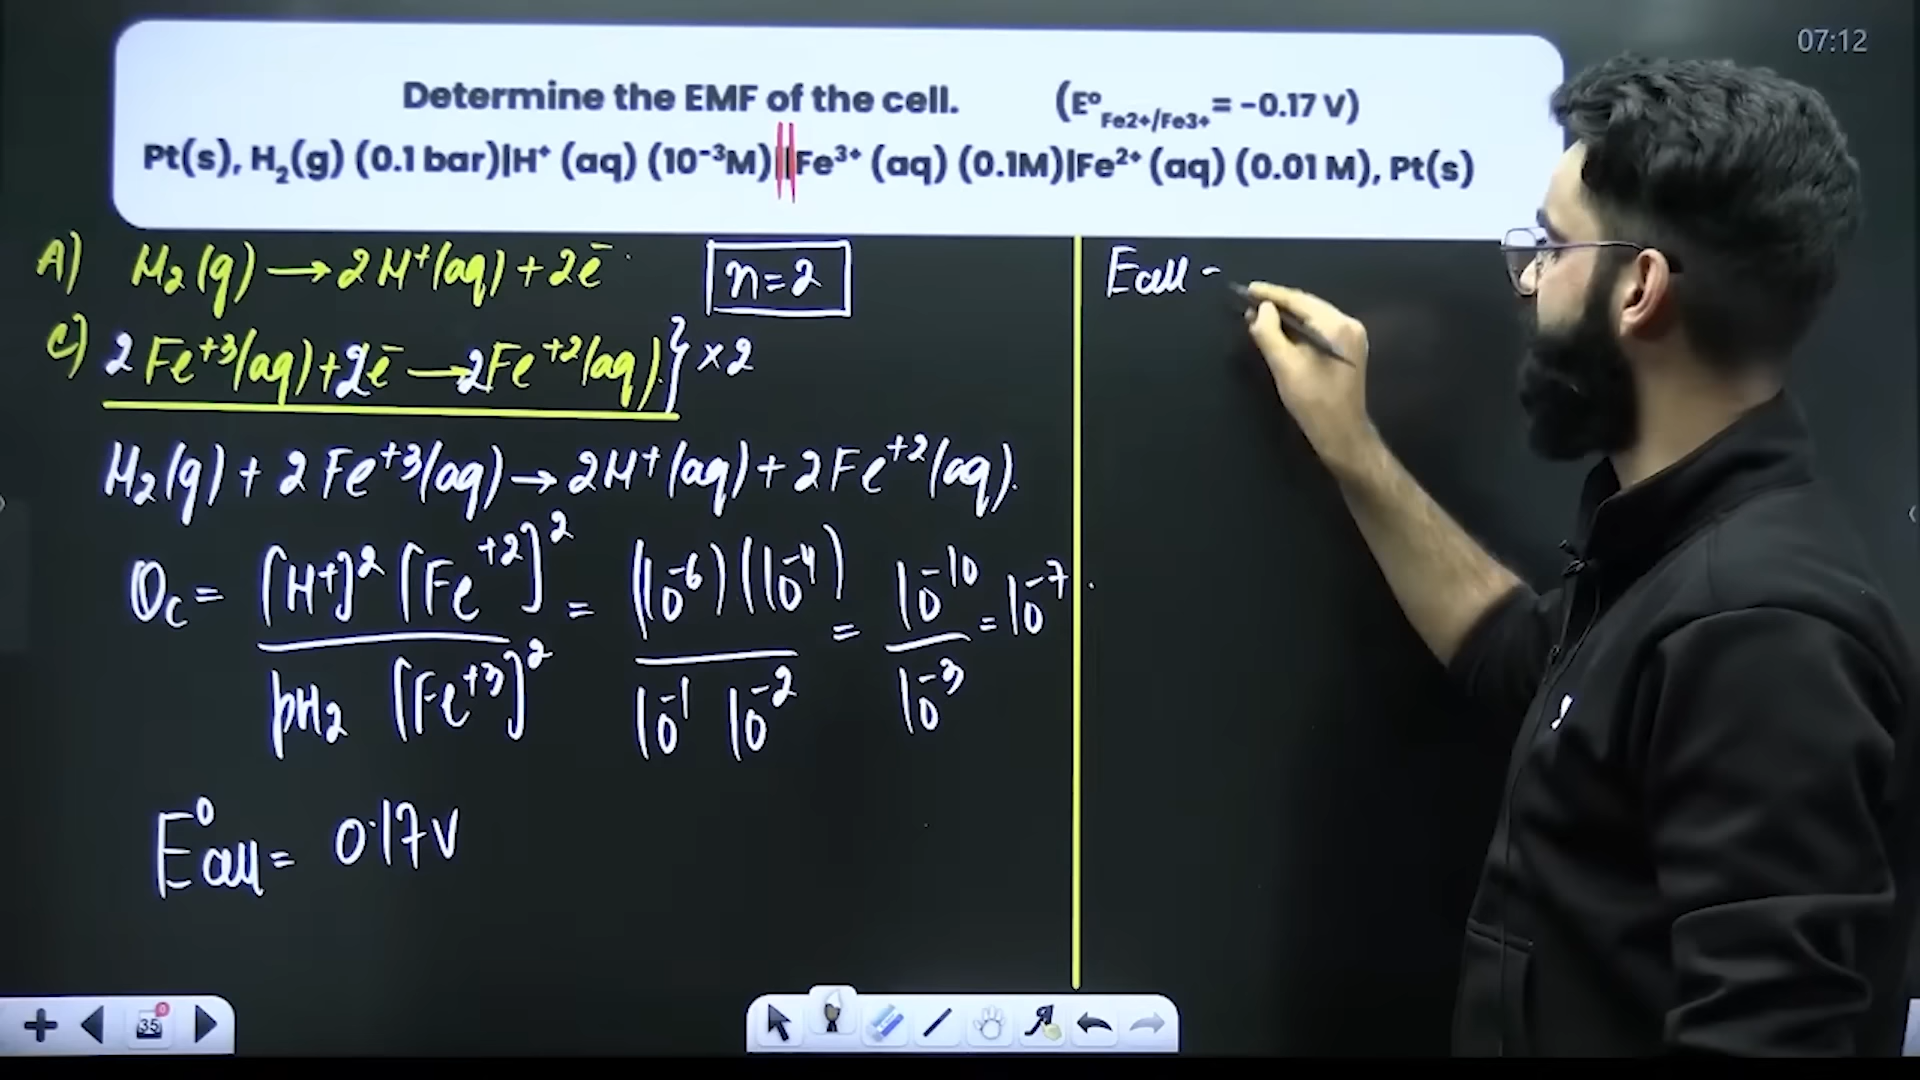 07:12
Determine the EMF of the cell. (E°Fe2+/Fe3+ = -0.17 V)
Pt(s), H₂(g) (0.1 bar)|H⁺ (aq) (10⁻³M)||Fe³⁺ (aq) (0.1M)|Fe²⁺ (aq) (0.01 M), Pt(s)
A) H₂(g) → 2H⁺(aq) + 2ē n=2
C) 2Fe⁺³(aq) + 2ē → 2Fe⁺²(aq)} ×2
H₂(g) + 2Fe⁺³(aq) → 2H⁺(aq) + 2Fe⁺²(aq).
Qc = [H⁺]² [Fe⁺²]² / pH₂ [Fe⁺³]² = (10⁻⁶)(10⁻⁴) / 10⁻¹ 10⁻² = 10⁻¹⁰ / 10⁻³ = 10⁻⁷.
E°cell = 0.17V
Ecell -
35
0